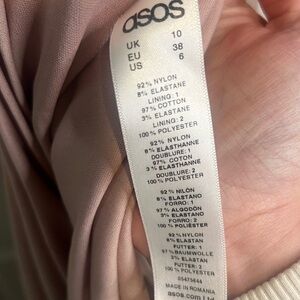 asos
UK 10
EU 38
US 6
92% NYLON
8% ELASTANE
LINING: 1
97% COTTON
3% ELASTANE
LINING: 2
100% POLYESTER
92% NYLON
8% ELASTHANNE
DOUBLURE: 1
97% COTON
3% ELASTHANNE
DOUBLURE: 2
100% POLYESTER
92% NILÓN
8% ELASTANO
FORRO: 1
97% ALGODÓN
3% ELASTANO
FORRO: 2
100% POLIÉSTER
92% NYLON
8% ELASTAN
FUTTER: 1
97% BAUMWOLLE
3% ELASTAN
FUTTER: 2
100% POLYESTER
MADE IN ROMANIA
asos.com Ltd